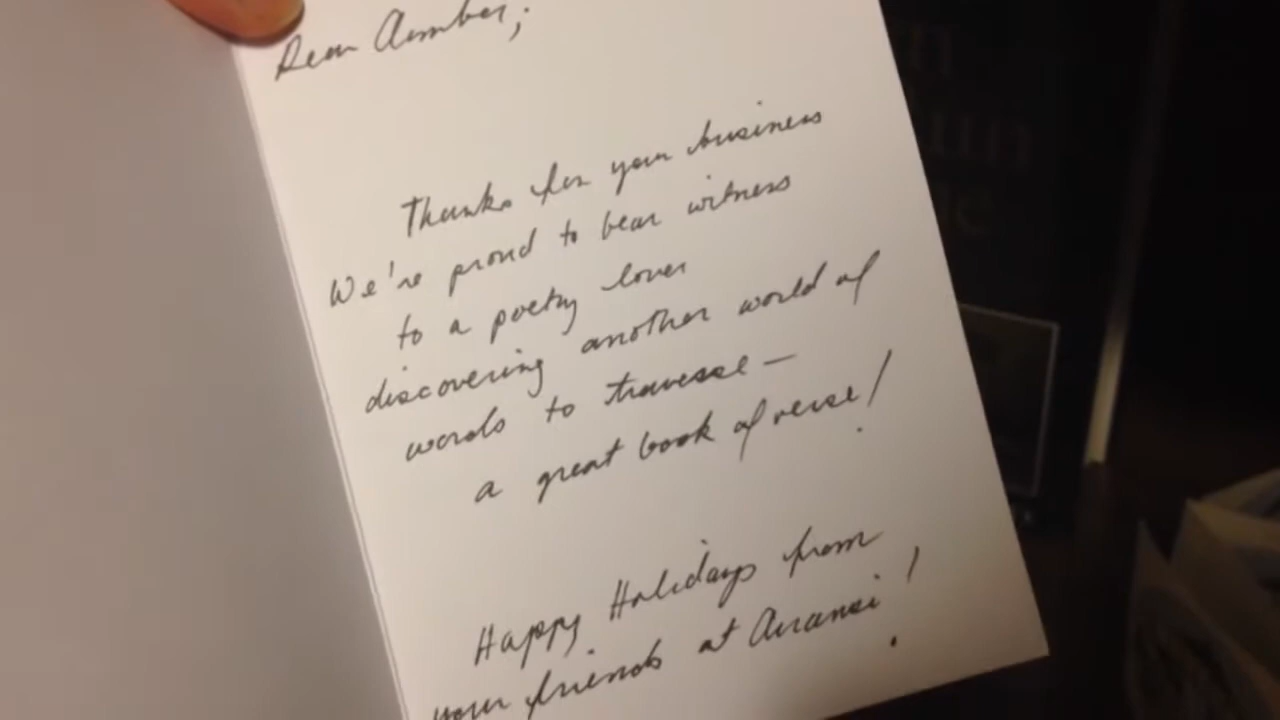 Dear Amber,
Thanks for your business
We're proud to bear witness
to a poetry lover
discovering another world of
words to traverse —
a great book of verse!
Happy Holidays from
your friends at Anansi!